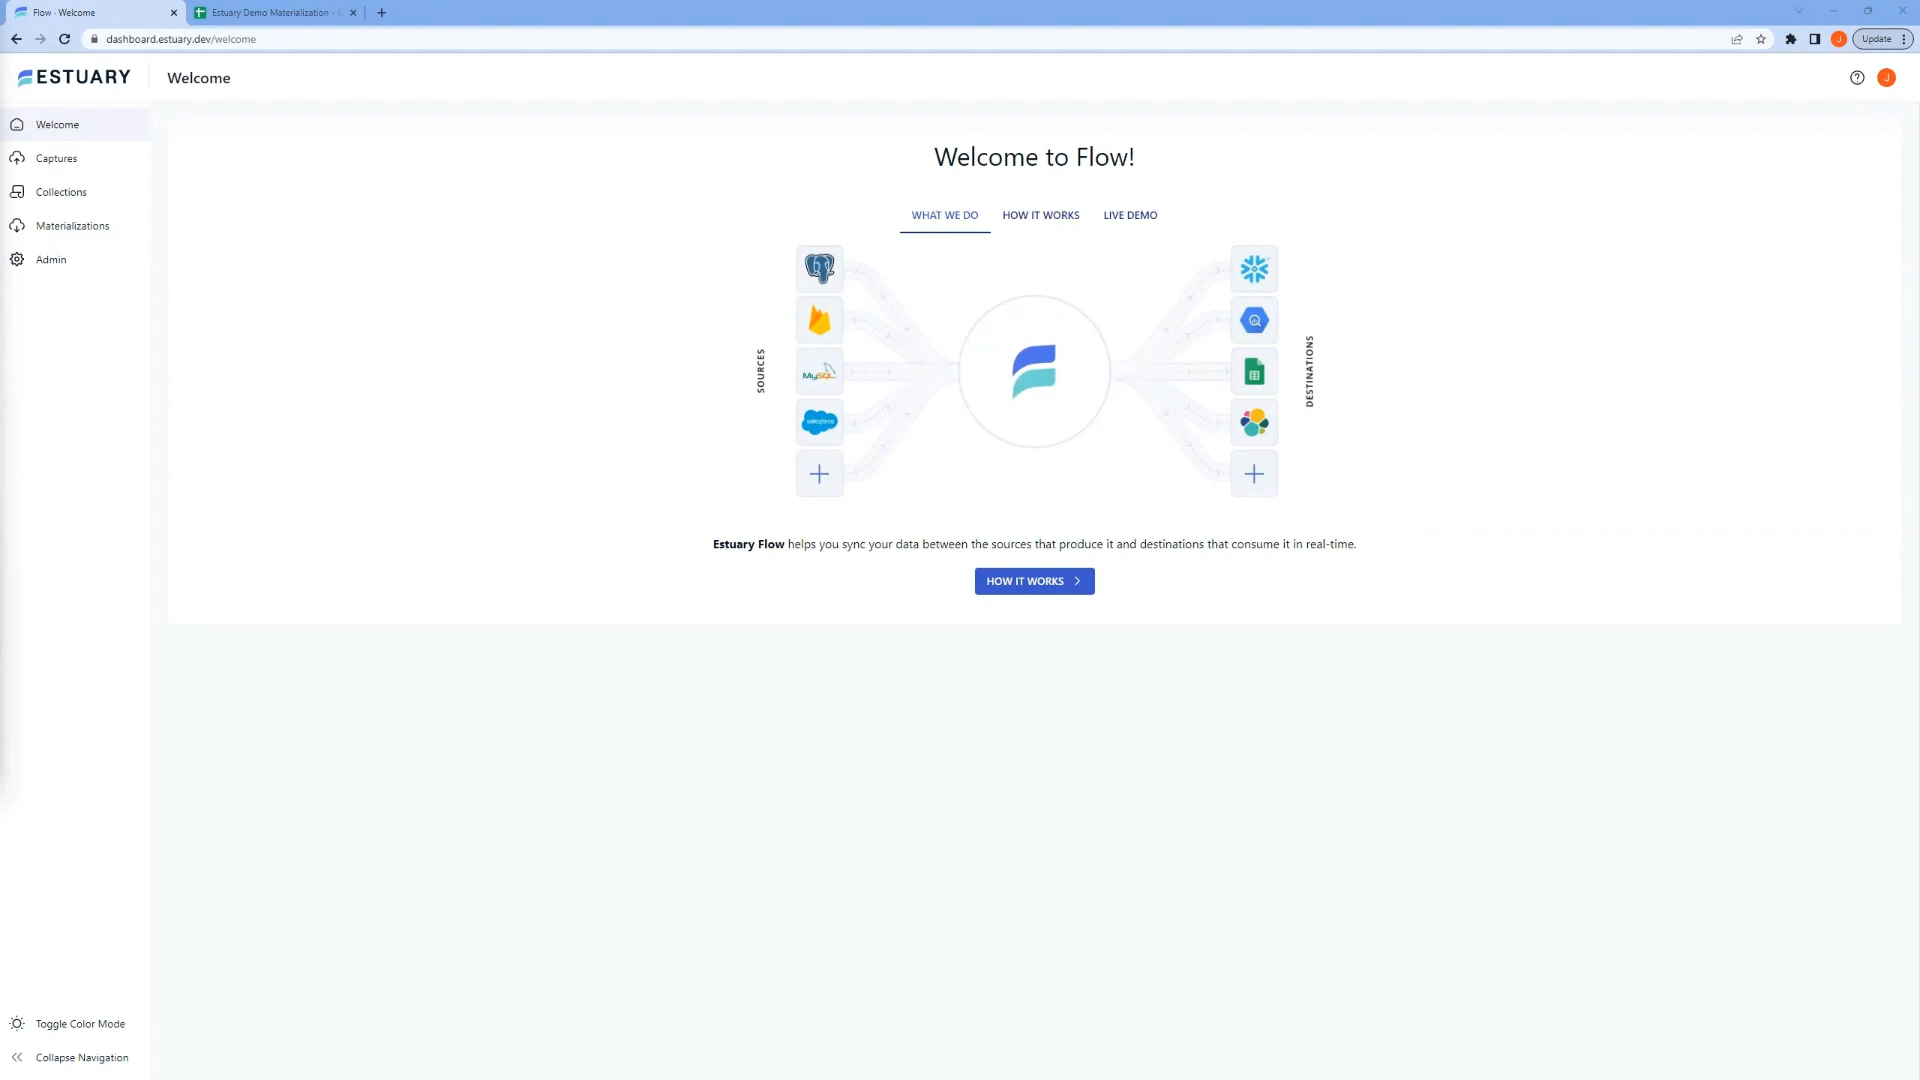 Flow - Welcome
Estuary Demo Materialization -
dashboard.estuary.dev/welcome
Update
ESTUARY
Welcome
J
J
Welcome
Captures
Collections
Materializations
Admin
Welcome to Flow!
WHAT WE DO
HOW IT WORKS
LIVE DEMO
SOURCES
MySQL
salesforce
DESTINATIONS
Estuary Flow helps you sync your data between the sources that produce it and destinations that consume it in real-time.
HOW IT WORKS
Toggle Color Mode
Collapse Navigation